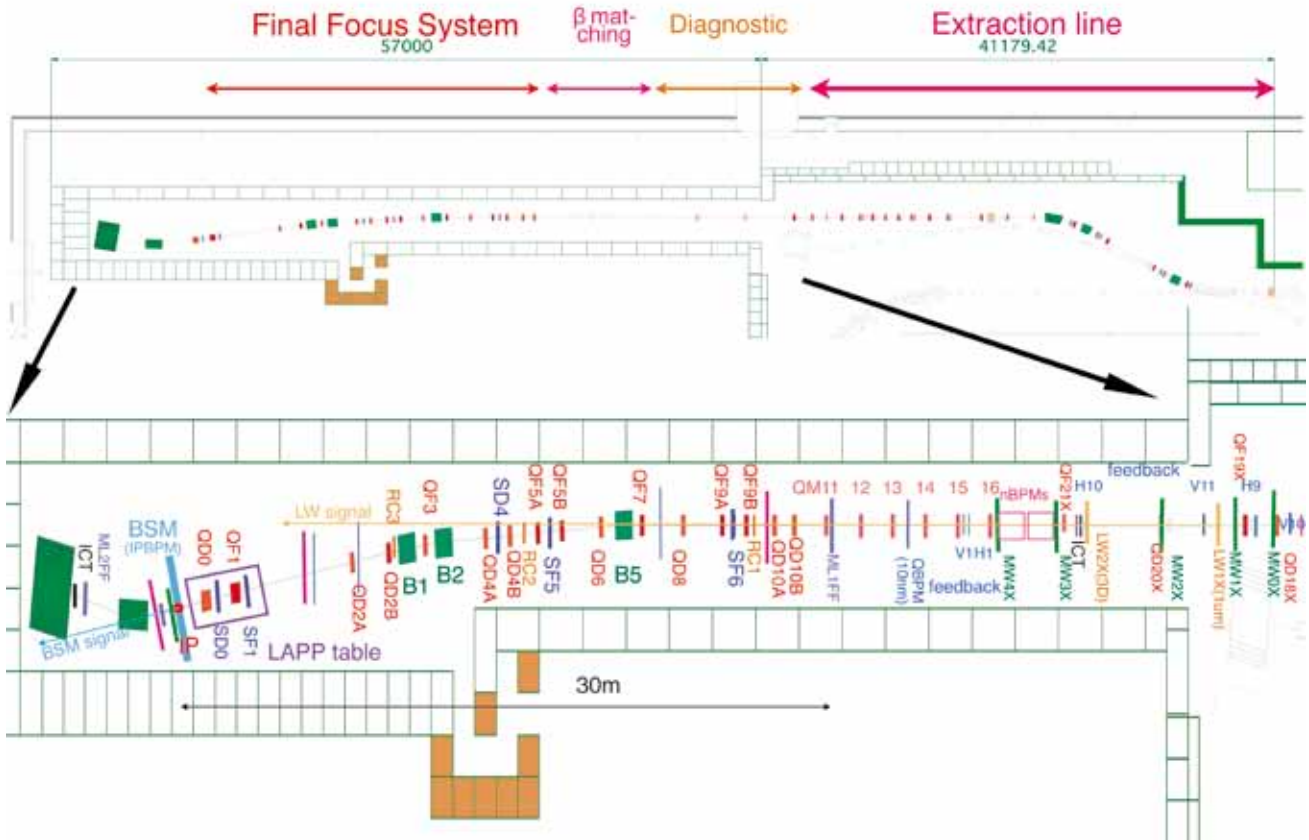 Final Focus System
β mat-
ching
Diagnostic
Extraction line
57000
41179.42
feedback
QF19X
H10
V11
H9
QF21X
nBPMs
16
15
14
13
12
QM11
QF9B
QF9A
QF7
QF5B
QF5A
SD4
QF3
RC3
LW signal
BSM
(IPBPM)
QD0
QF1
ML2FF
ICT
BSM signal
IP
SD0
SF1
LAPP table
QD2A
QD2B
B1
B2
QD4A
QD4B
RC2
SF5
QD6
B5
QD8
SF6
RC1
QD10A
QD10B
ML1FF
QBPM
(10nm)
V1H1
feedback
MW4X
MW3X
ICT
LW2X(3D)
QD20X
MW2X
LW1X(1um)
MW1X
MW0X
QD18X
30m